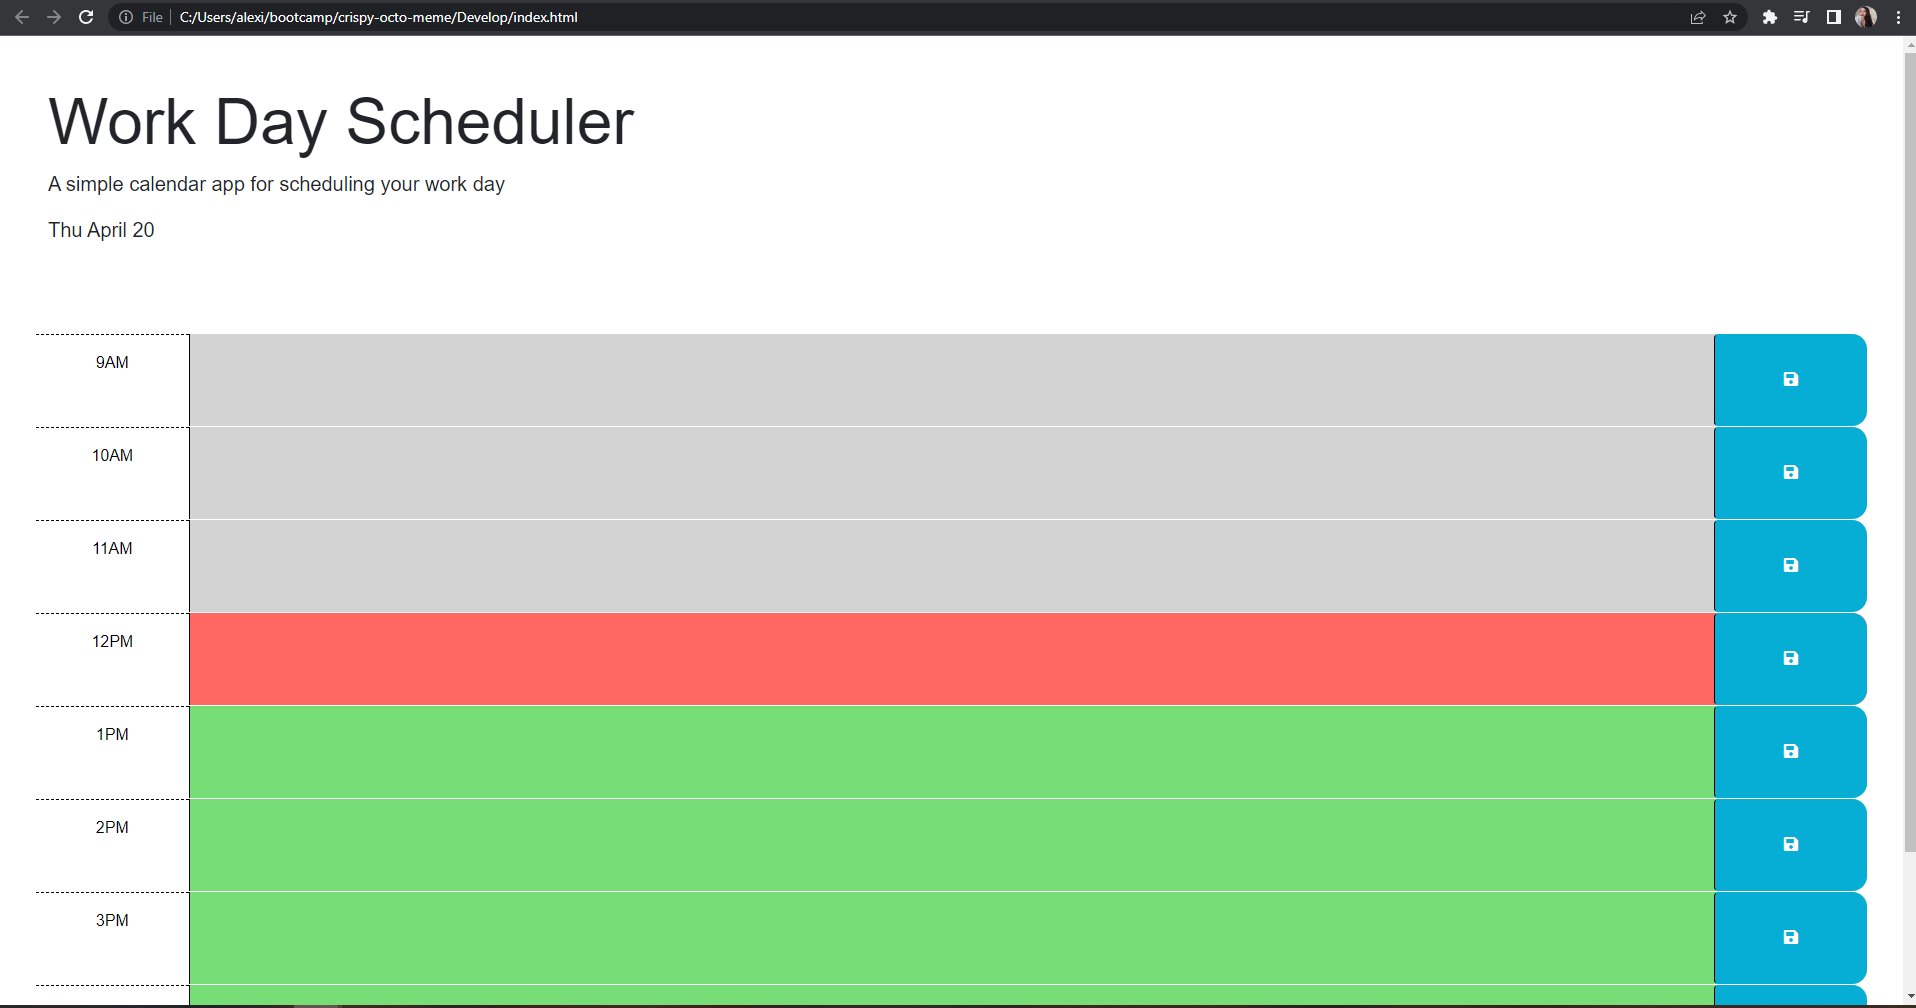 File
C:/Users/alexi/bootcamp/crispy-octo-meme/Develop/index.html
Work Day Scheduler
A simple calendar app for scheduling your work day
Thu April 20
9AM
10AM
11AM
12PM
1PM
2PM
3PM